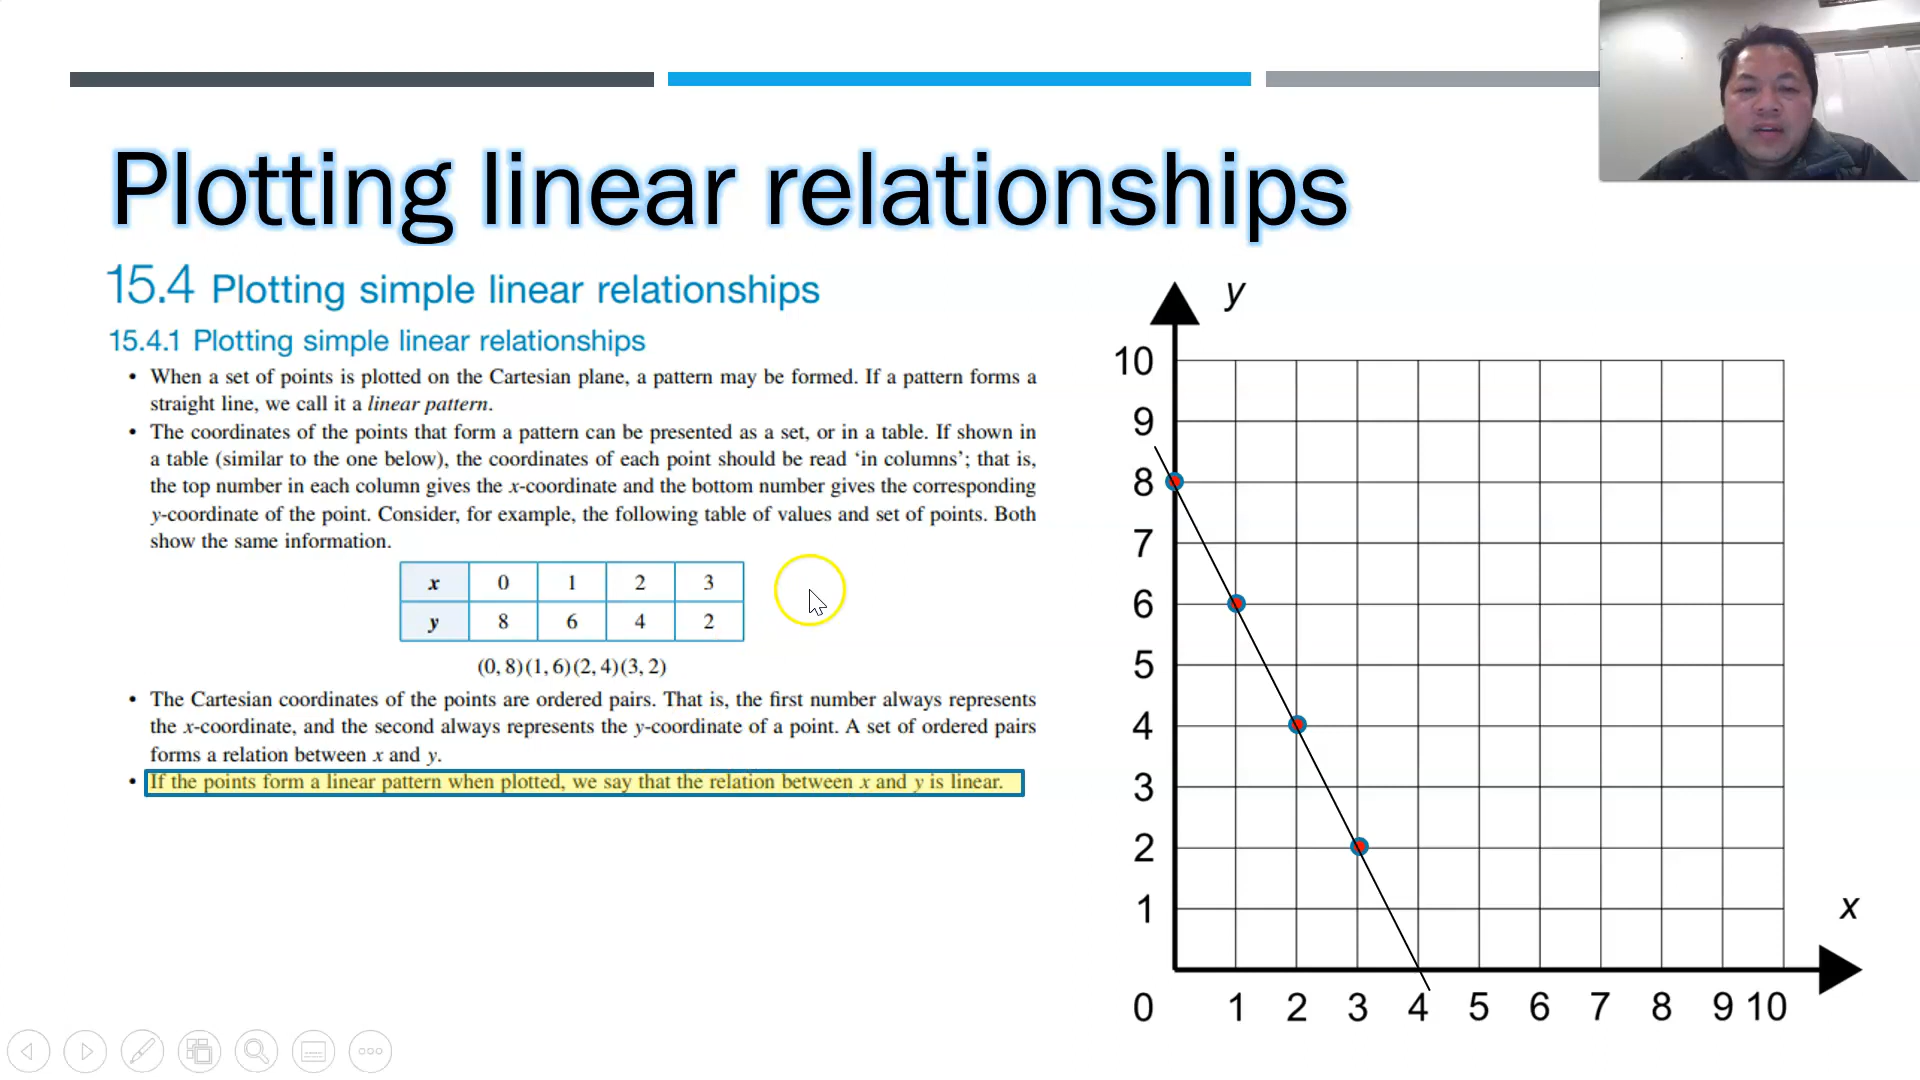 Plotting linear relationships
15.4 Plotting simple linear relationships
15.4.1 Plotting simple linear relationships
• When a set of points is plotted on the Cartesian plane, a pattern may be formed. If a pattern forms a
straight line, we call it a linear pattern.
• The coordinates of the points that form a pattern can be presented as a set, or in a table. If shown in
a table (similar to the one below), the coordinates of each point should be read ‘in columns’; that is,
the top number in each column gives the x-coordinate and the bottom number gives the corresponding
y-coordinate of the point. Consider, for example, the following table of values and set of points. Both
show the same information.
x 0 1 2 3
y 8 6 4 2
(0, 8)(1, 6)(2, 4)(3, 2)
• The Cartesian coordinates of the points are ordered pairs. That is, the first number always represents
the x-coordinate, and the second always represents the y-coordinate of a point. A set of ordered pairs
forms a relation between x and y.
• If the points form a linear pattern when plotted, we say that the relation between x and y is linear.
y
10
9
8
7
6
5
4
3
2
1
x
0 1 2 3 4 5 6 7 8 9 10